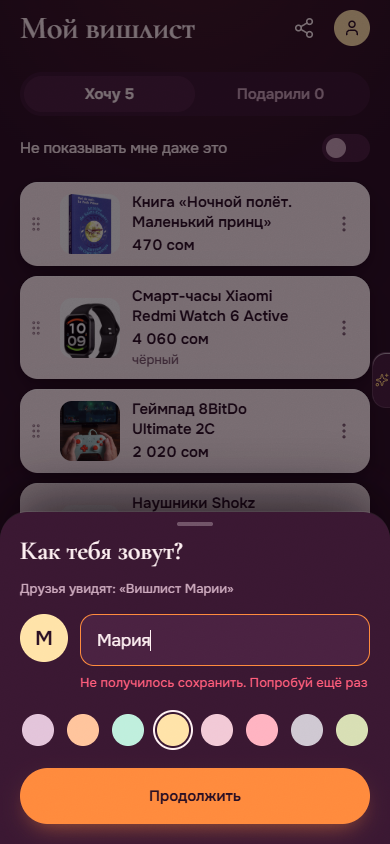 Мой вишлист
Хочу 5
Подарили 0
Не показывать мне даже это
Книга «Ночной полёт.
Маленький принц»
470 сом
Смарт-часы Xiaomi
Redmi Watch 6 Active
4 060 сом
чёрный
10
09
Геймпад 8BitDo
Ultimate 2C
2 020 сом
Наушники Shokz
Как тебя зовут?
Друзья увидят: «Вишлист Марии»
М
Мария
Не получилось сохранить. Попробуй ещё раз
Продолжить